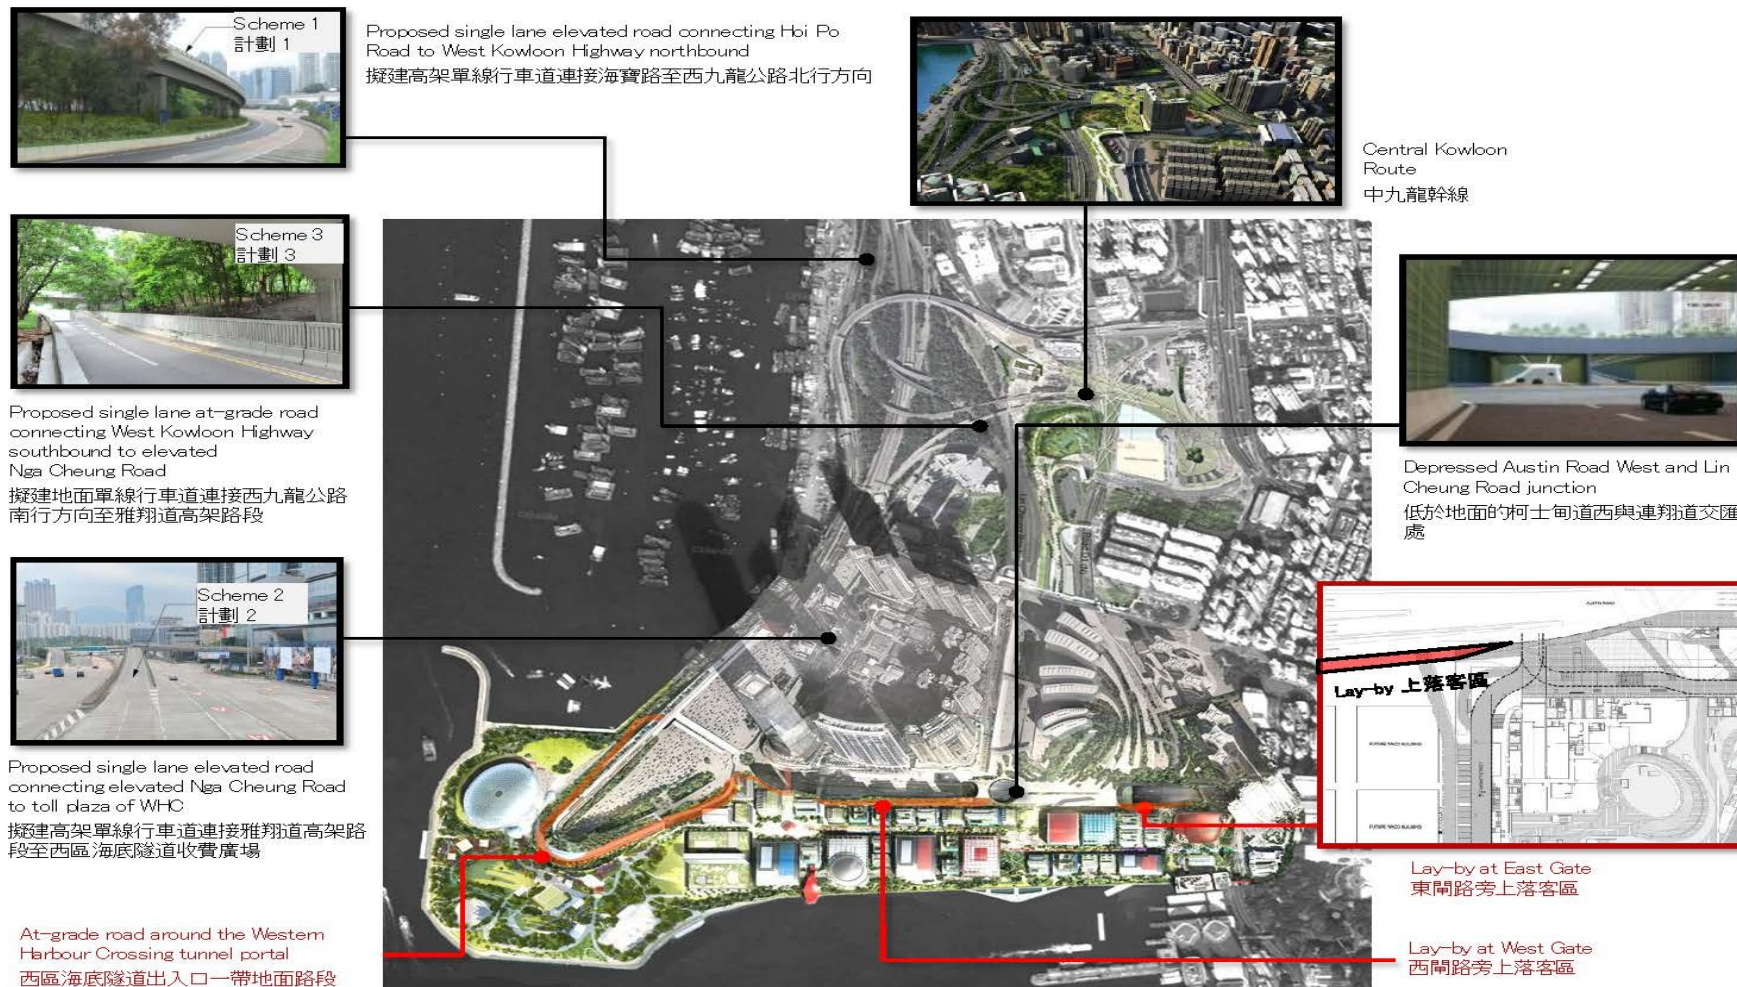 Scheme 1
計劃 1
Proposed single lane elevated road connecting Hoi Po
Road to West Kowloon Highway northbound
擬建高架單線行車道連接海寶路至西九龍公路北行方向
Central Kowloon
Route
中九龍幹線
Scheme 3
計劃 3
Proposed single lane at-grade road
connecting West Kowloon Highway
southbound to elevated
Nga Cheung Road
擬建地面單線行車道連接西九龍公路
南行方向至雅翔道高架路段
Depressed Austin Road West and Lin
Cheung Road junction
低於地面的柯士甸道西與連翔道交匯
處
Scheme 2
計劃 2
Proposed single lane elevated road
connecting elevated Nga Cheung Road
to toll plaza of WHC
擬建高架單線行車道連接雅翔道高架路
段至西區海底隧道收費廣場
AUSTIN ROAD
Lay-by 上落客區
Lay-by at East Gate
東閘路旁上落客區
At-grade road around the Western
Harbour Crossing tunnel portal
西區海底隧道出入口一帶地面路段
Lay-by at West Gate
西閘路旁上落客區